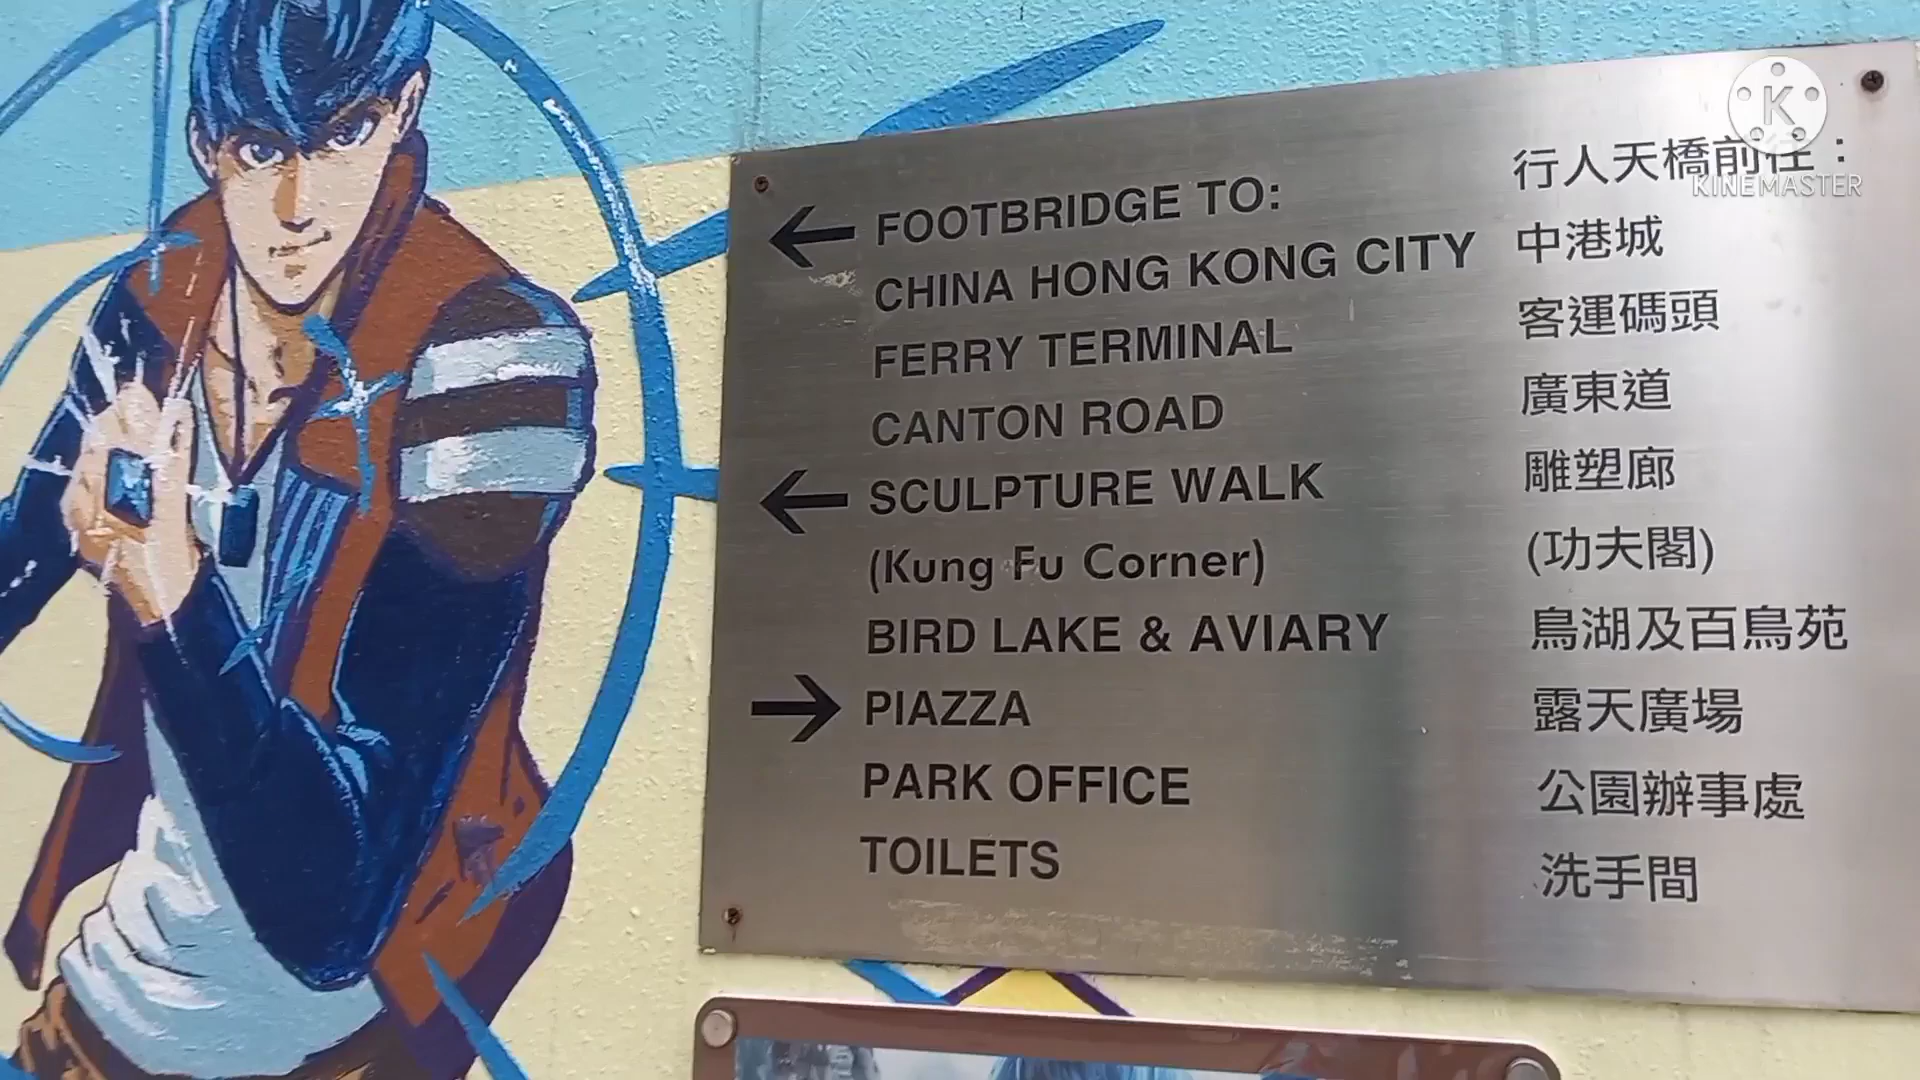 FOOTBRIDGE TO: 行人天橋前往：
CHINA HONG KONG CITY 中港城
FERRY TERMINAL 客運碼頭
CANTON ROAD 廣東道
SCULPTURE WALK 雕塑廊
(Kung Fu Corner) (功夫閣)
BIRD LAKE & AVIARY 鳥湖及百鳥苑
PIAZZA 露天廣場
PARK OFFICE 公園辦事處
TOILETS 洗手間
K
KINEMASTER